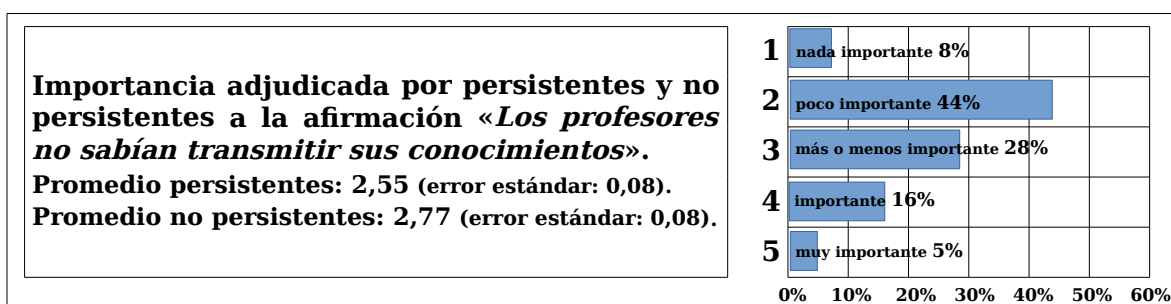 Importancia adjudicada por persistentes y no
persistentes a la afirmación «Los profesores
no sabían transmitir sus conocimientos».
Promedio persistentes: 2,55 (error estándar: 0,08).
Promedio no persistentes: 2,77 (error estándar: 0,08).
1 nada importante 8%
2 poco importante 44%
3 más o menos importante 28%
4 importante 16%
5 muy importante 5%
0% 10% 20% 30% 40% 50% 60%